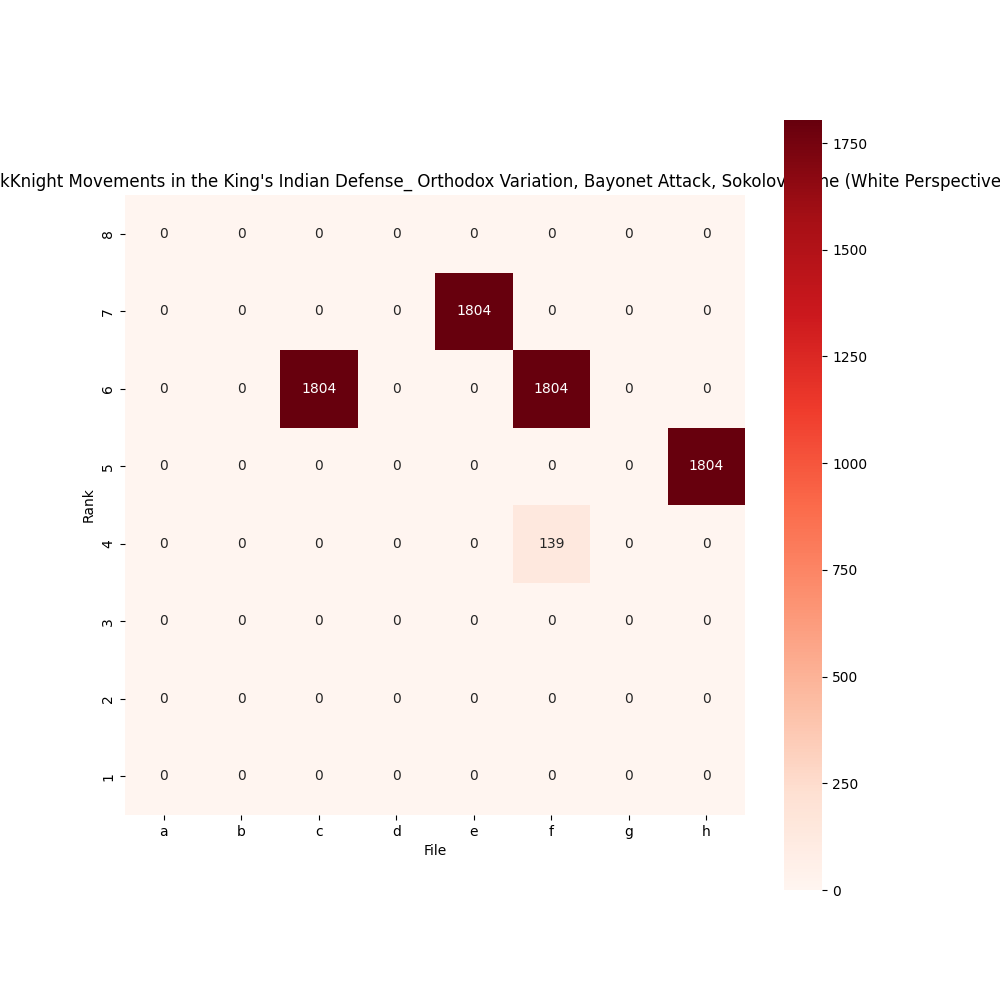 kKnight Movements in the King's Indian Defense_ Orthodox Variation, Bayonet Attack, Sokolov ne (White Perspective
8 0 0 0 0 0 0 0 0
7 0 0 0 0 1804 0 0 0
6 0 0 1804 0 0 1804 0 0
5 0 0 0 0 0 0 0 1804
4 0 0 0 0 0 139 0 0
3 0 0 0 0 0 0 0 0
2 0 0 0 0 0 0 0 0
1 0 0 0 0 0 0 0 0
a b c d e f g h
File
Rank
1750
1500
1250
1000
750
500
250
0